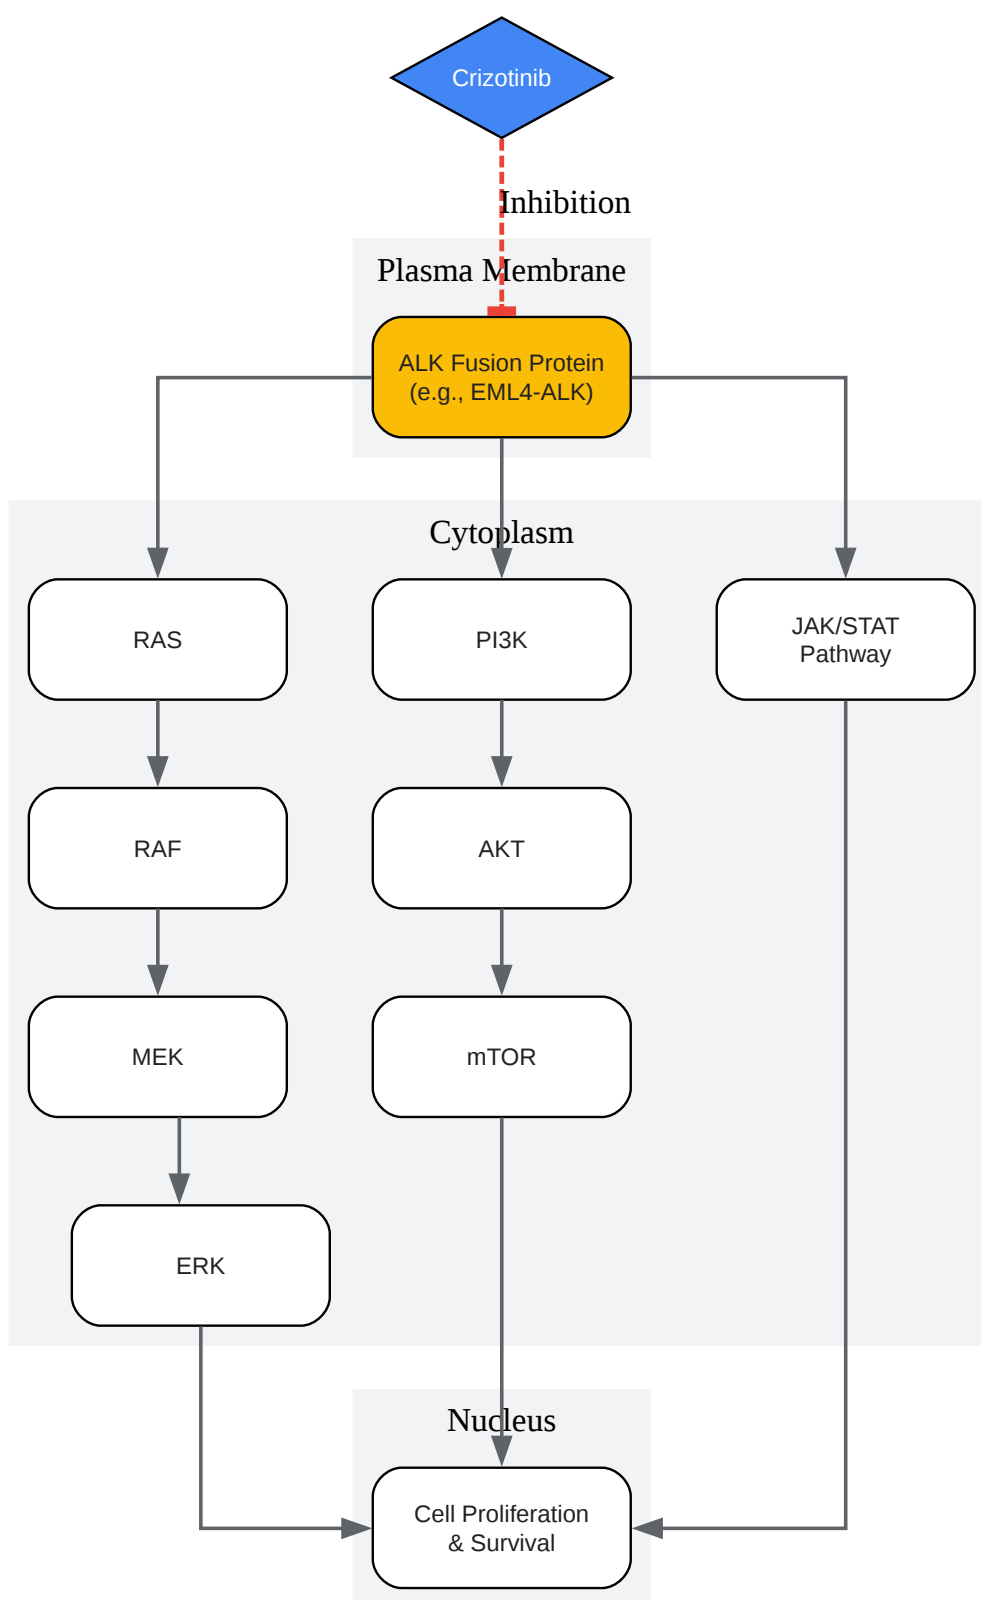 Crizotinib
Inhibition
Plasma Membrane
ALK Fusion Protein
(e.g., EML4-ALK)
Cytoplasm
RAS
PI3K
JAK/STAT
Pathway
RAF
AKT
MEK
mTOR
ERK
Nucleus
Cell Proliferation
& Survival